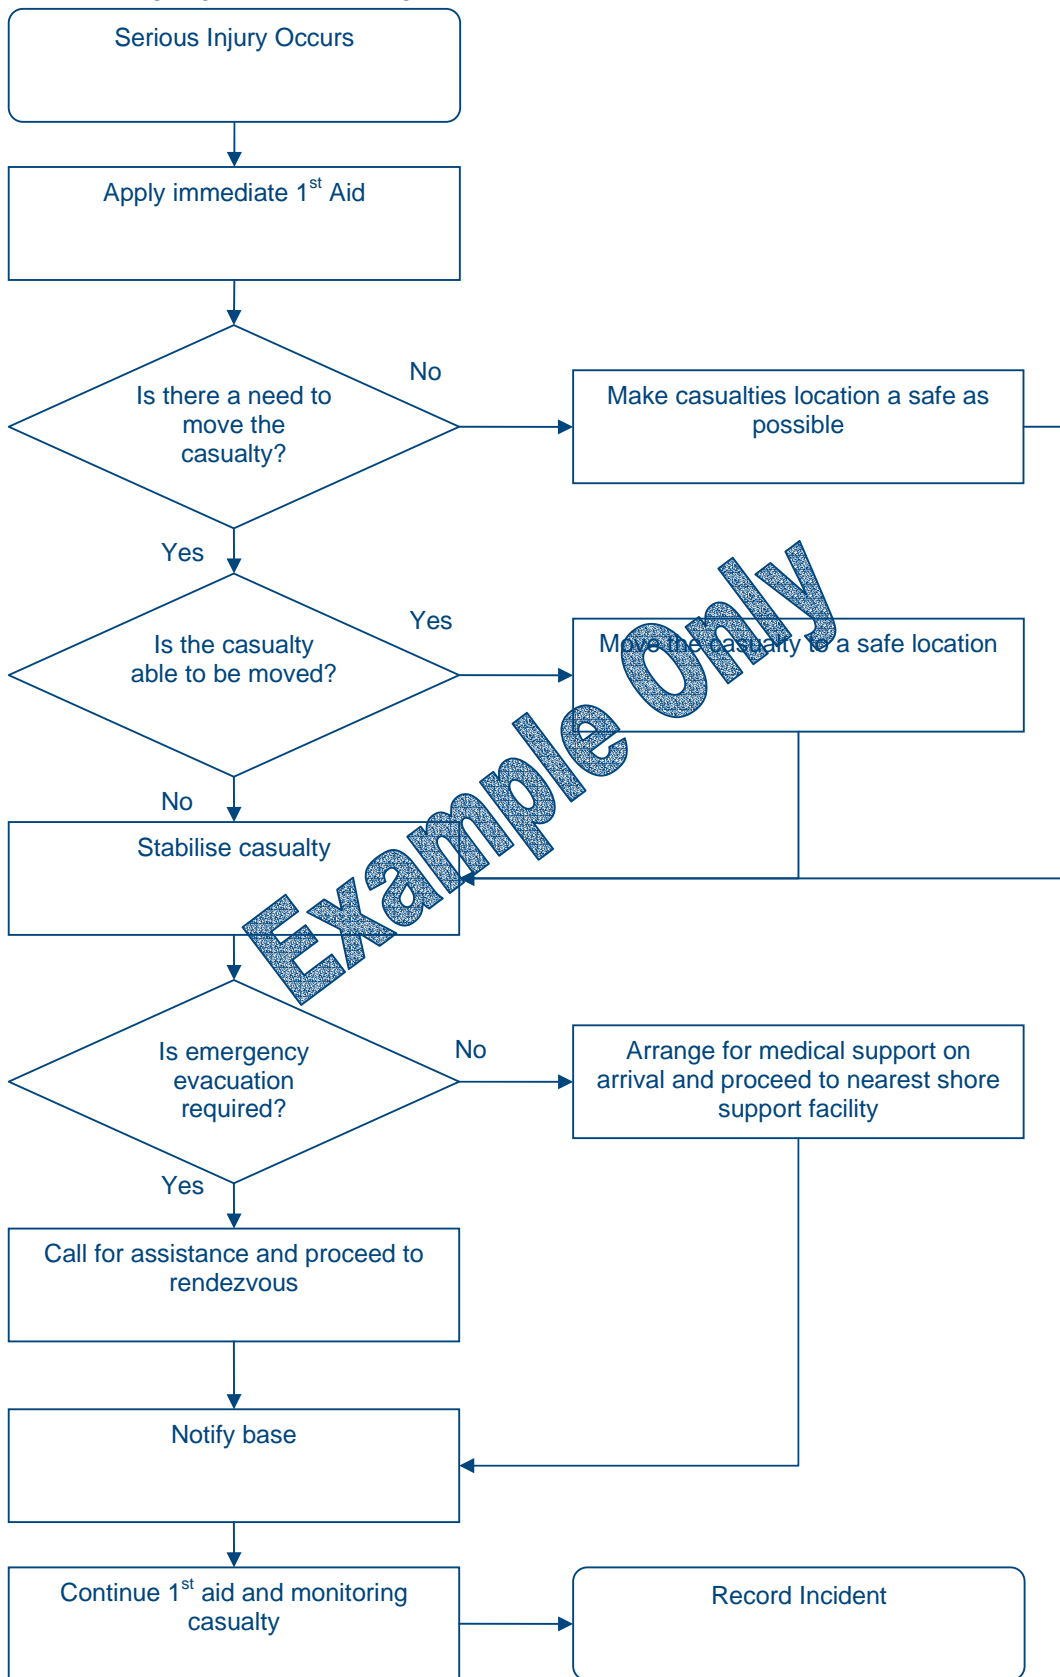 Serious Injury Occurs
Apply immediate 1st Aid
Is there a need to
move the
casualty?
No
Make casualties location a safe as
possible
Yes
Is the casualty
able to be moved?
Yes
Move the casualty to a safe location
No
Stabilise casualty
Example Only
Is emergency
evacuation
required?
No
Arrange for medical support on
arrival and proceed to nearest shore
support facility
Yes
Call for assistance and proceed to
rendezvous
Notify base
Continue 1st aid and monitoring
casualty
Record Incident